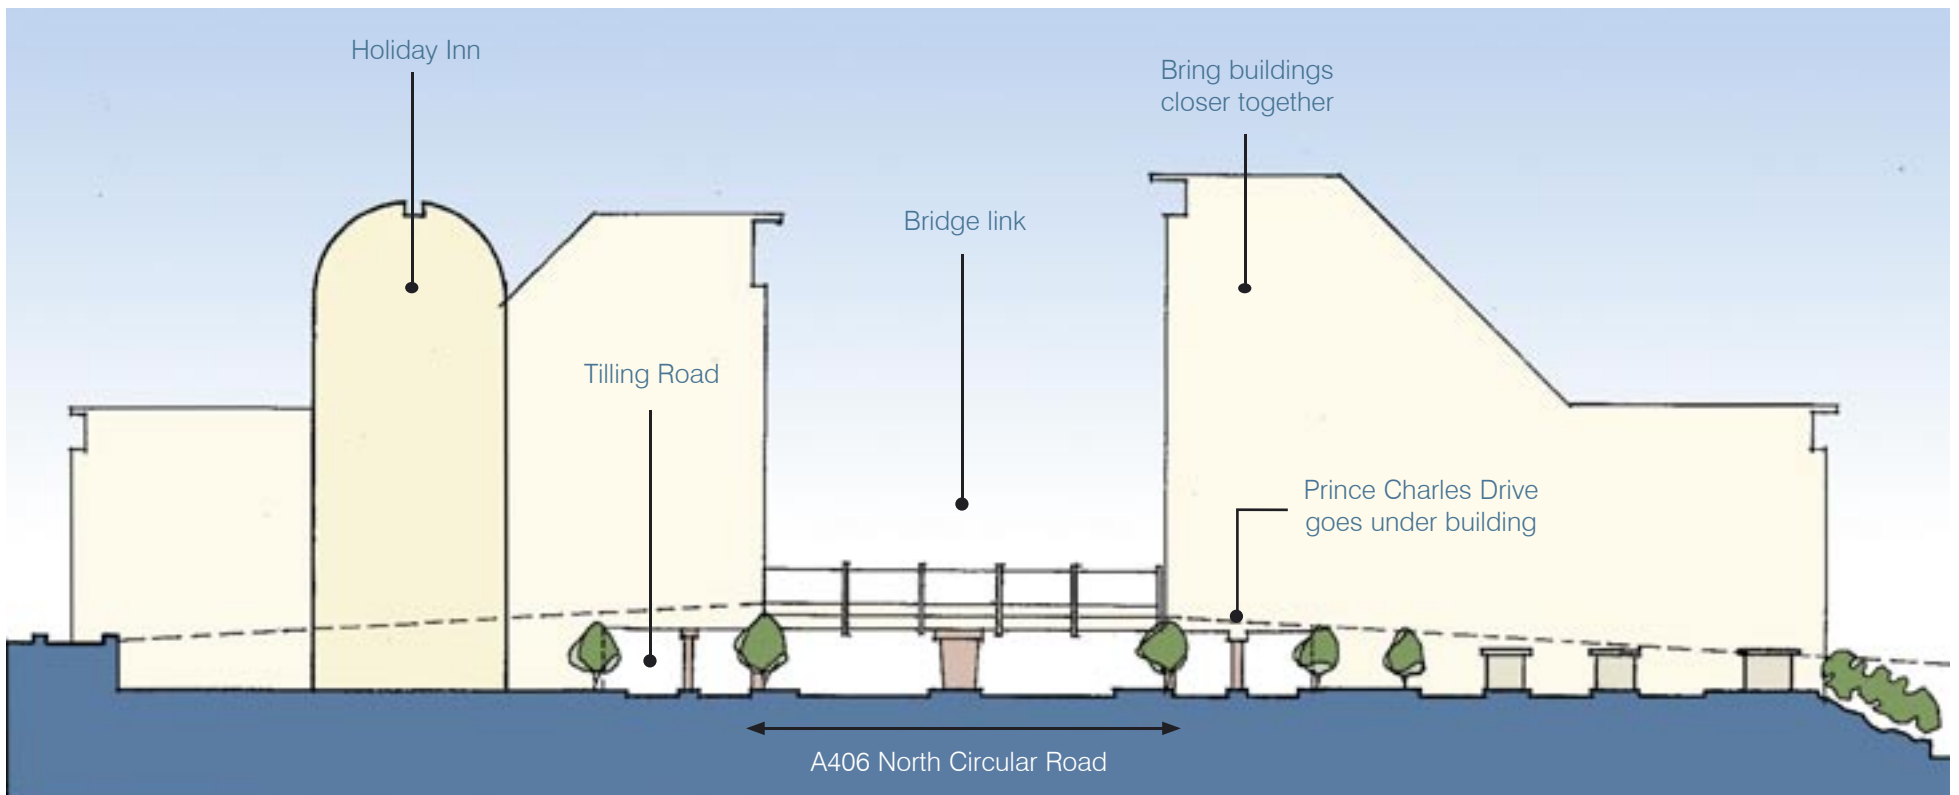 Holiday Inn
Bring buildings
closer together
Bridge link
Tilling Road
Prince Charles Drive
goes under building
A406 North Circular Road